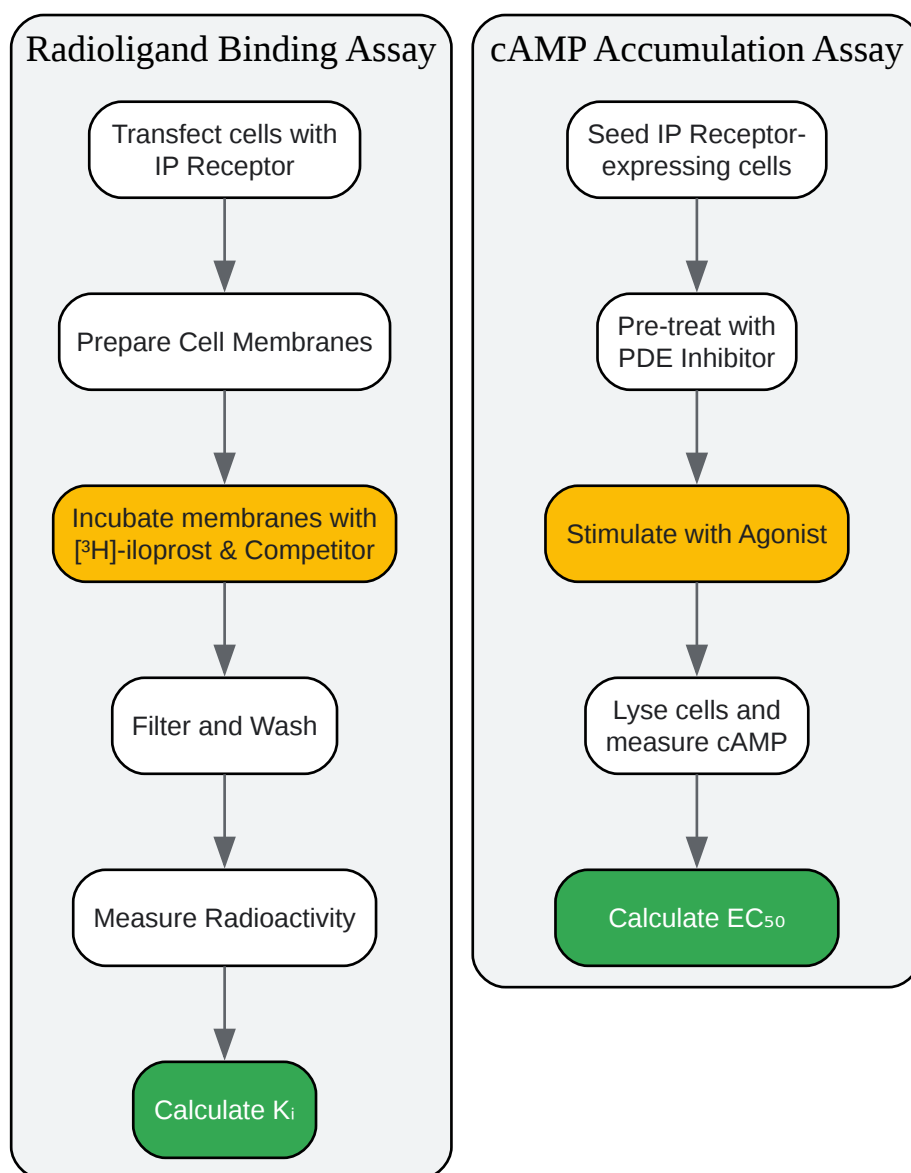 Radioligand Binding Assay
Transfect cells with
IP Receptor
Prepare Cell Membranes
Incubate membranes with
[³H]-iloprost & Competitor
Filter and Wash
Measure Radioactivity
Calculate Kᵢ
cAMP Accumulation Assay
Seed IP Receptor-
expressing cells
Pre-treat with
PDE Inhibitor
Stimulate with Agonist
Lyse cells and
measure cAMP
Calculate EC₅₀